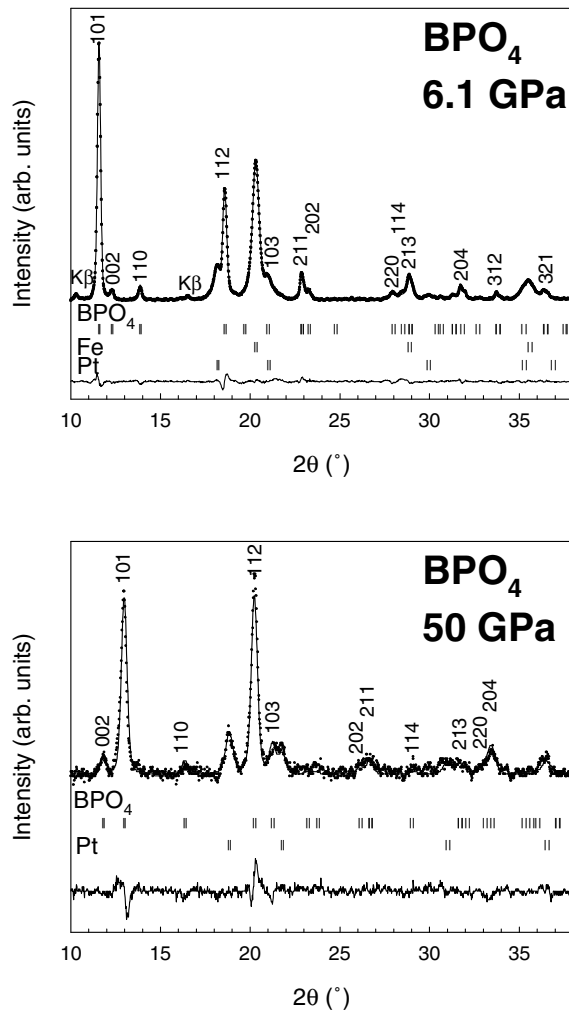 BPO₄
6.1 GPa
Intensity (arb. units)
101
112
Kβ
002
110
Kβ
103
211
202
220
114
213
204
312
321
BPO₄
Fe
Pt
10 15 20 25 30 35
2θ (˚)
BPO₄
50 GPa
Intensity (arb. units)
002
101
110
112
103
202
211
114
213
220
204
BPO₄
Pt
10 15 20 25 30 35
2θ (˚)